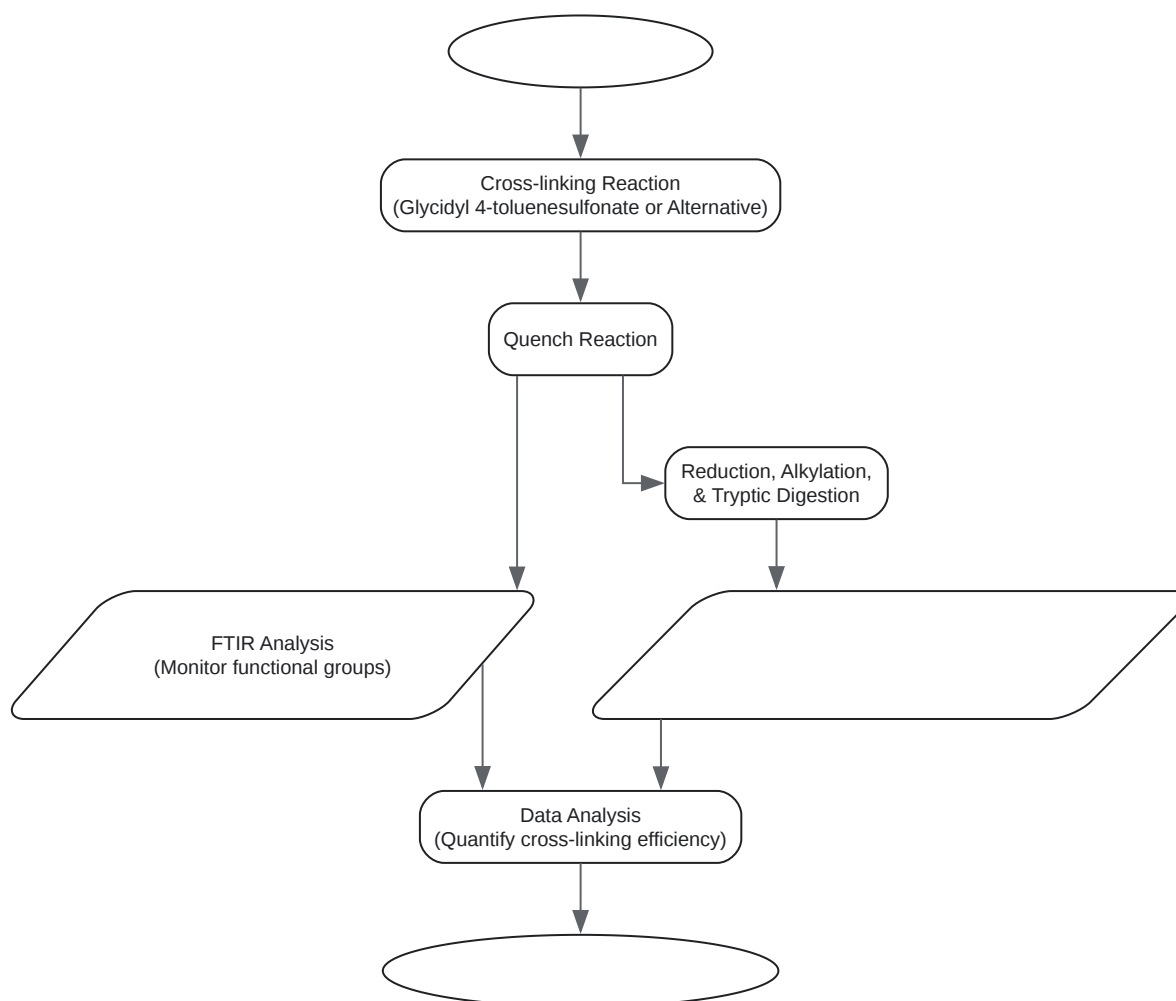 Cross-linking Reaction
(Glycidyl 4-toluenesulfonate or Alternative)
Quench Reaction
Reduction, Alkylation,
& Tryptic Digestion
FTIR Analysis
(Monitor functional groups)
Data Analysis
(Quantify cross-linking efficiency)